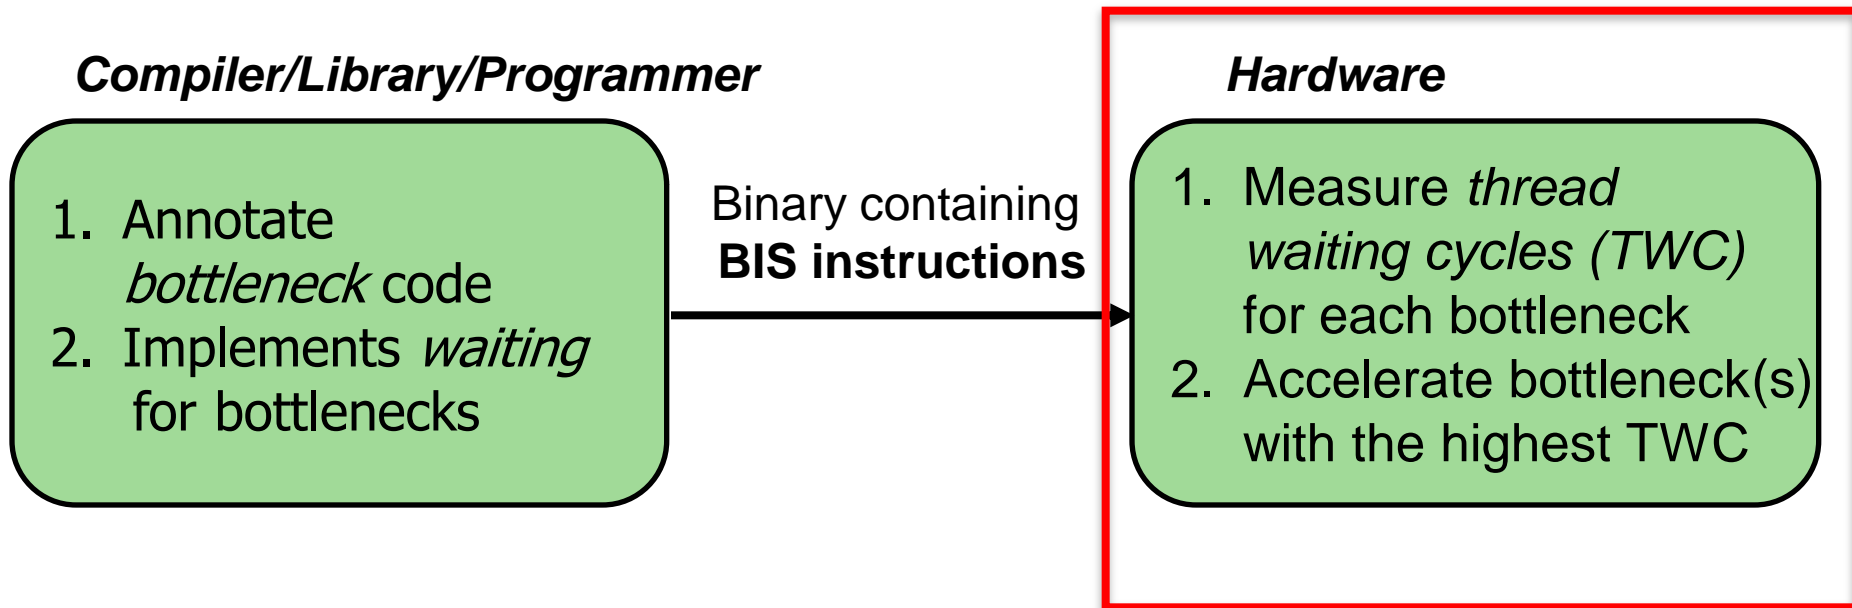 Compiler/Library/Programmer
1. Annotate
bottleneck code
2. Implements waiting
for bottlenecks
Binary containing
BIS instructions
Hardware
1. Measure thread
waiting cycles (TWC)
for each bottleneck
2. Accelerate bottleneck(s)
with the highest TWC